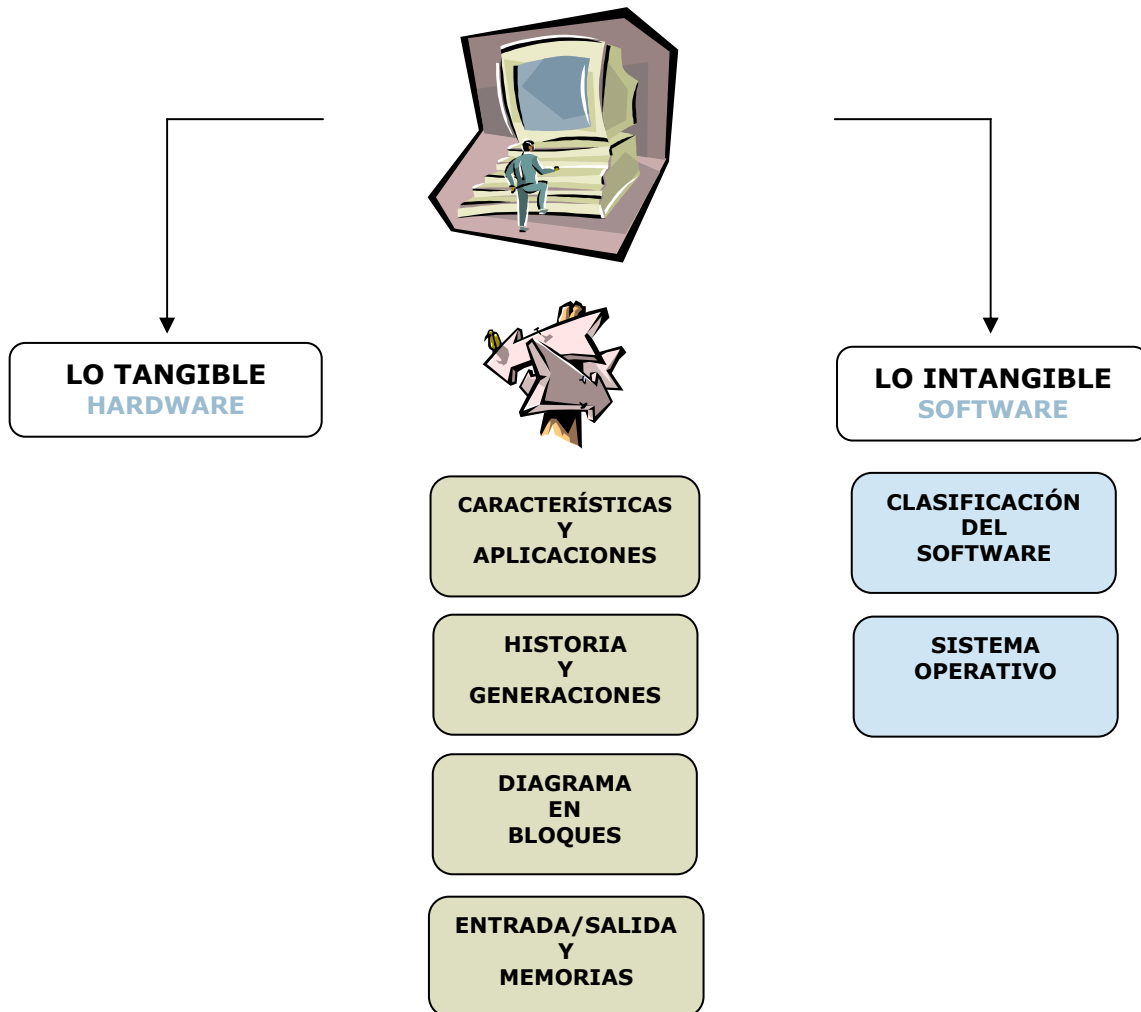 LO TANGIBLE
HARDWARE
LO INTANGIBLE
SOFTWARE
CARACTERÍSTICAS
Y
APLICACIONES
HISTORIA
Y
GENERACIONES
DIAGRAMA
EN
BLOQUES
ENTRADA/SALIDA
Y
MEMORIAS
CLASIFICACIÓN
DEL
SOFTWARE
SISTEMA
OPERATIVO